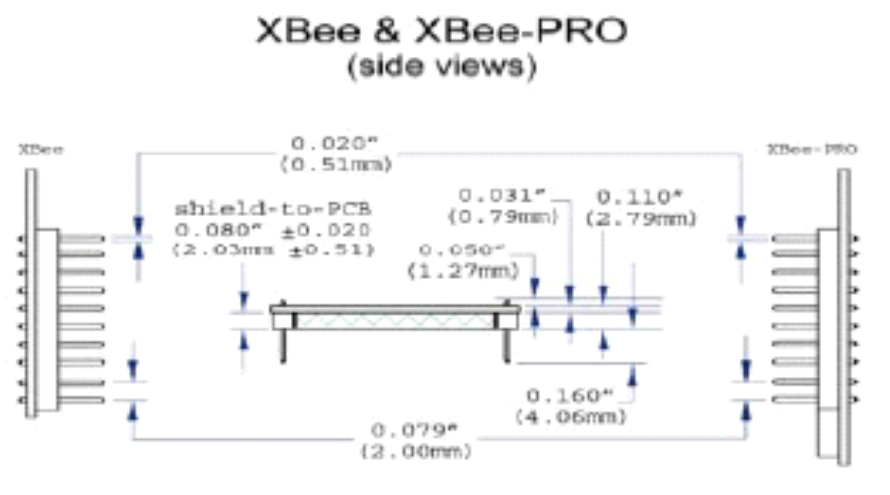 XBee & XBee-PRO
(side views)
XBee
0.020"
(0.51mm)
XBee-PRO
shield-to-PCB
0.080" ±0.020
(2.03mm ±0.51)
0.031"
(0.79mm)
0.110"
(2.79mm)
0.050"
(1.27mm)
0.160"
(4.06mm)
0.079"
(2.00mm)